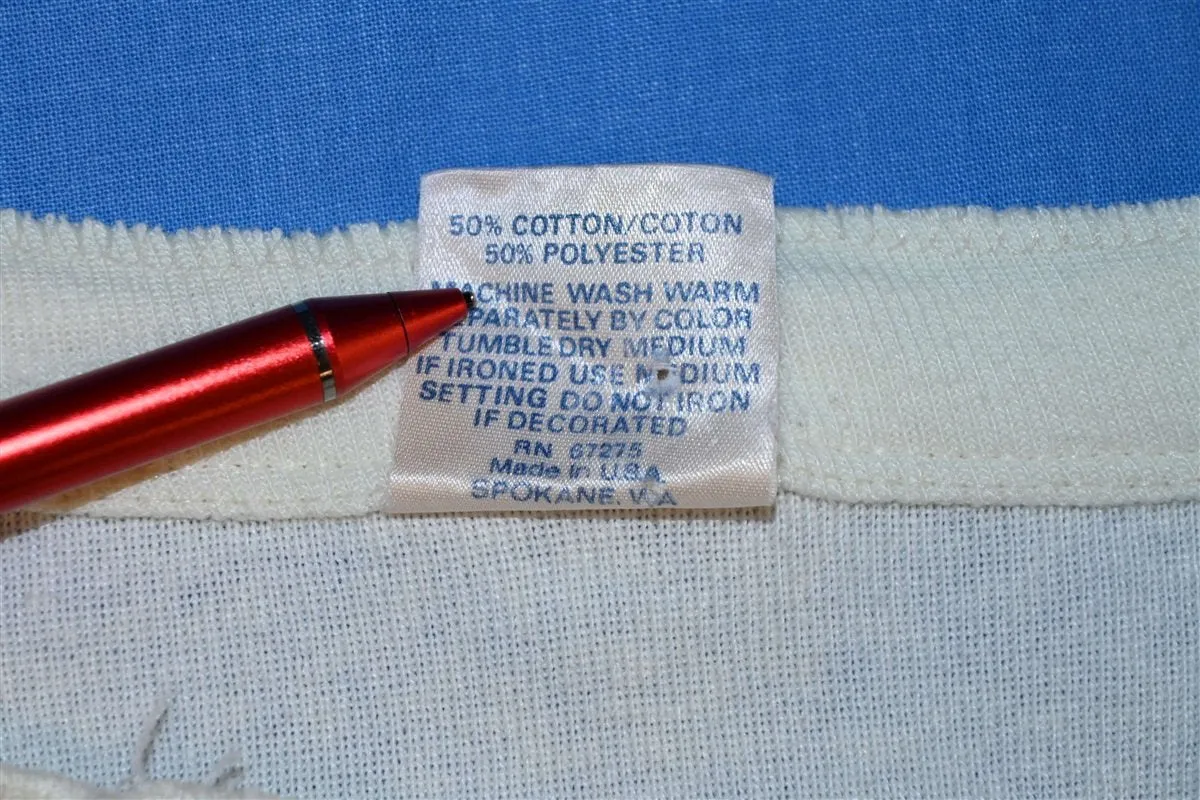 50% COTTON/COTON
50% POLYESTER
MACHINE WASH WARM
SEPARATELY BY COLOR
TUMBLE DRY MEDIUM
IF IRONED USE MEDIUM
SETTING DO NOT IRON
IF DECORATED
RN 67275
Made in U.S.A.
SPOKANE, WA